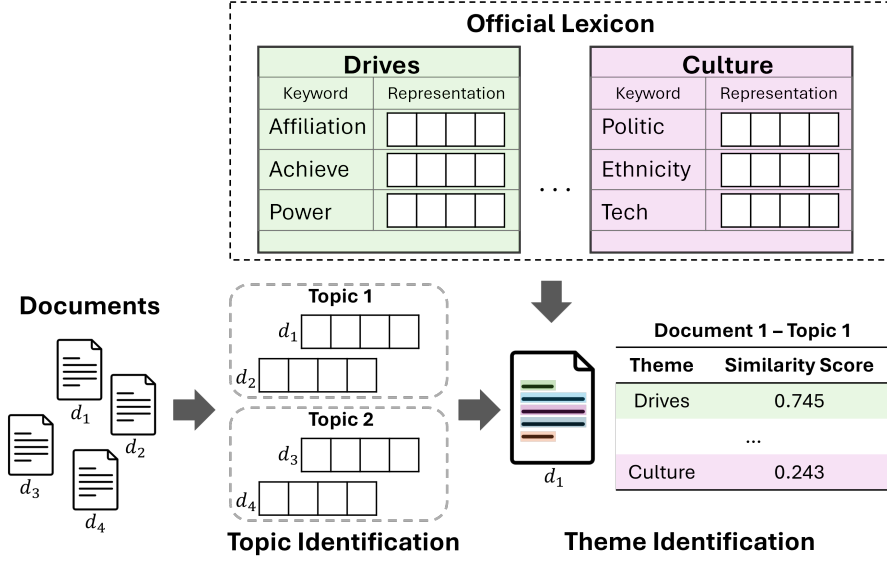 Official Lexicon
Drives
Keyword Representation
Affiliation
Achieve
Power
...
Culture
Keyword Representation
Politic
Ethnicity
Tech
Documents
d1
d2
d3
d4
Topic 1
d1
d2
Topic 2
d3
d4
Topic Identification
d1
Document 1 – Topic 1
Theme Similarity Score
Drives 0.745
...
Culture 0.243
Theme Identification